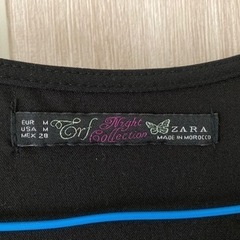 EUR M
USA M
MEX 28
Trf Night Collection
ZARA
MADE IN MOROCCO